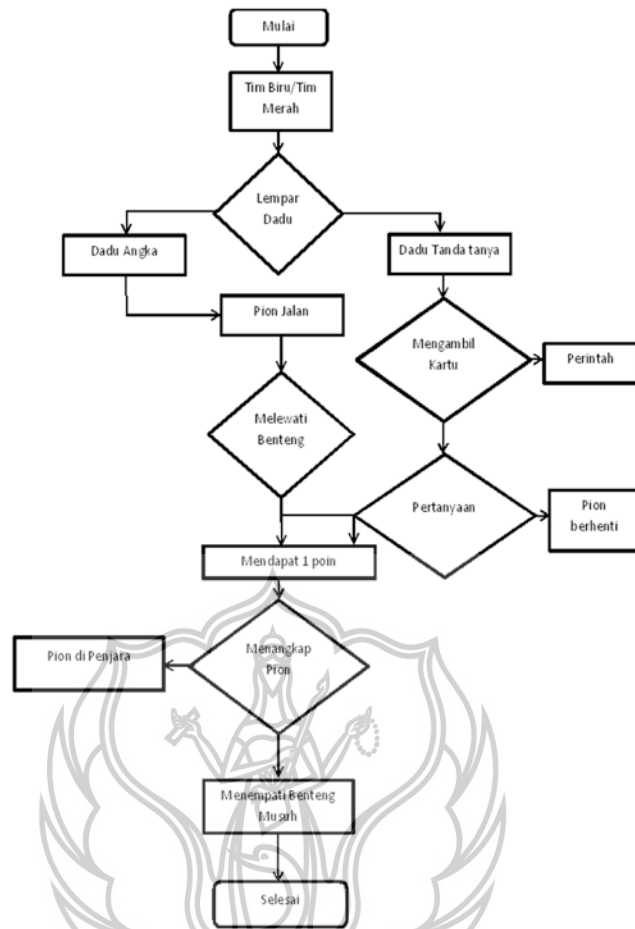 Mulai
Tim Biru/Tim
Merah
Lempar
Dadu
Dadu Angka
Dadu Tanda tanya
Pion Jalan
Mengambil
Kartu
Perintah
Melewati
Benteng
Pertanyaan
Pion
berhenti
Mendapat 1 poin
Menangkap
Pion
Pion di Penjara
Menempati Benteng
Musuh
Selesai